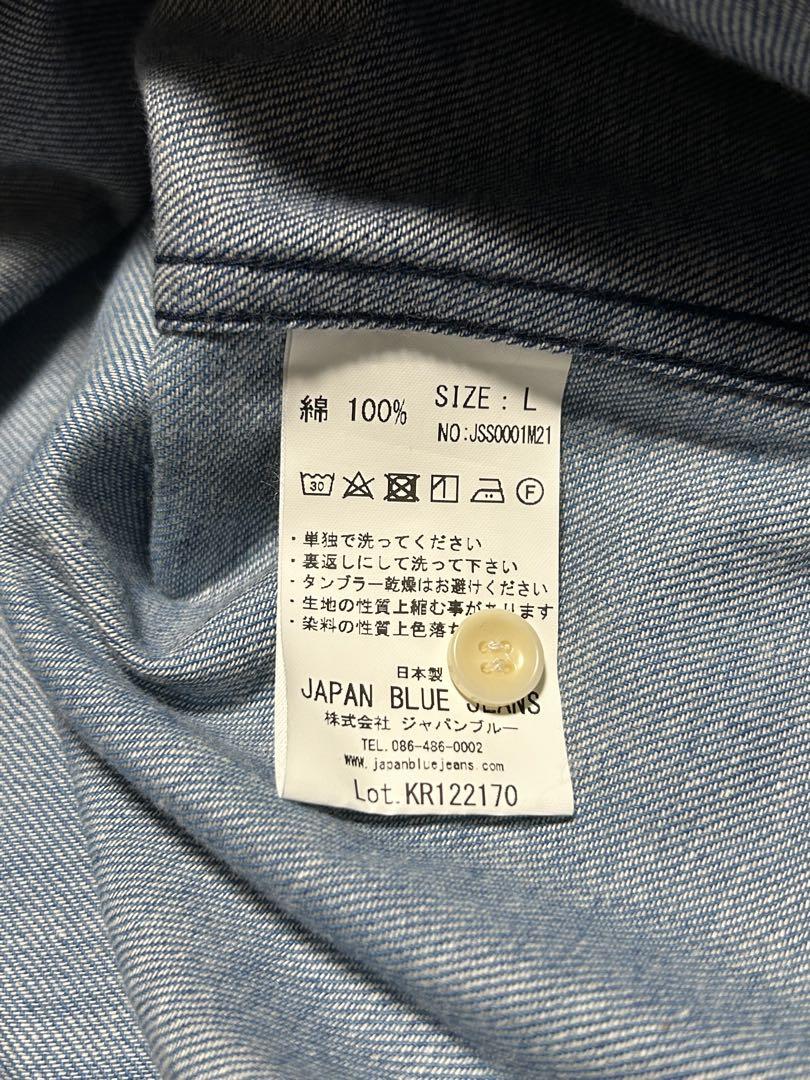 綿 100% SIZE : L
NO:JSS0001M21
30 F
・単独で洗ってください
・裏返しにして洗って下さい
・タンブラー乾燥はお避けください
・生地の性質上縮む事があります
・染料の性質上色落
日本製
JAPAN BLUE JEANS
株式会社 ジャパンブルー
TEL.086-486-0002
www.japanbluejeans.com
Lot.KR122170